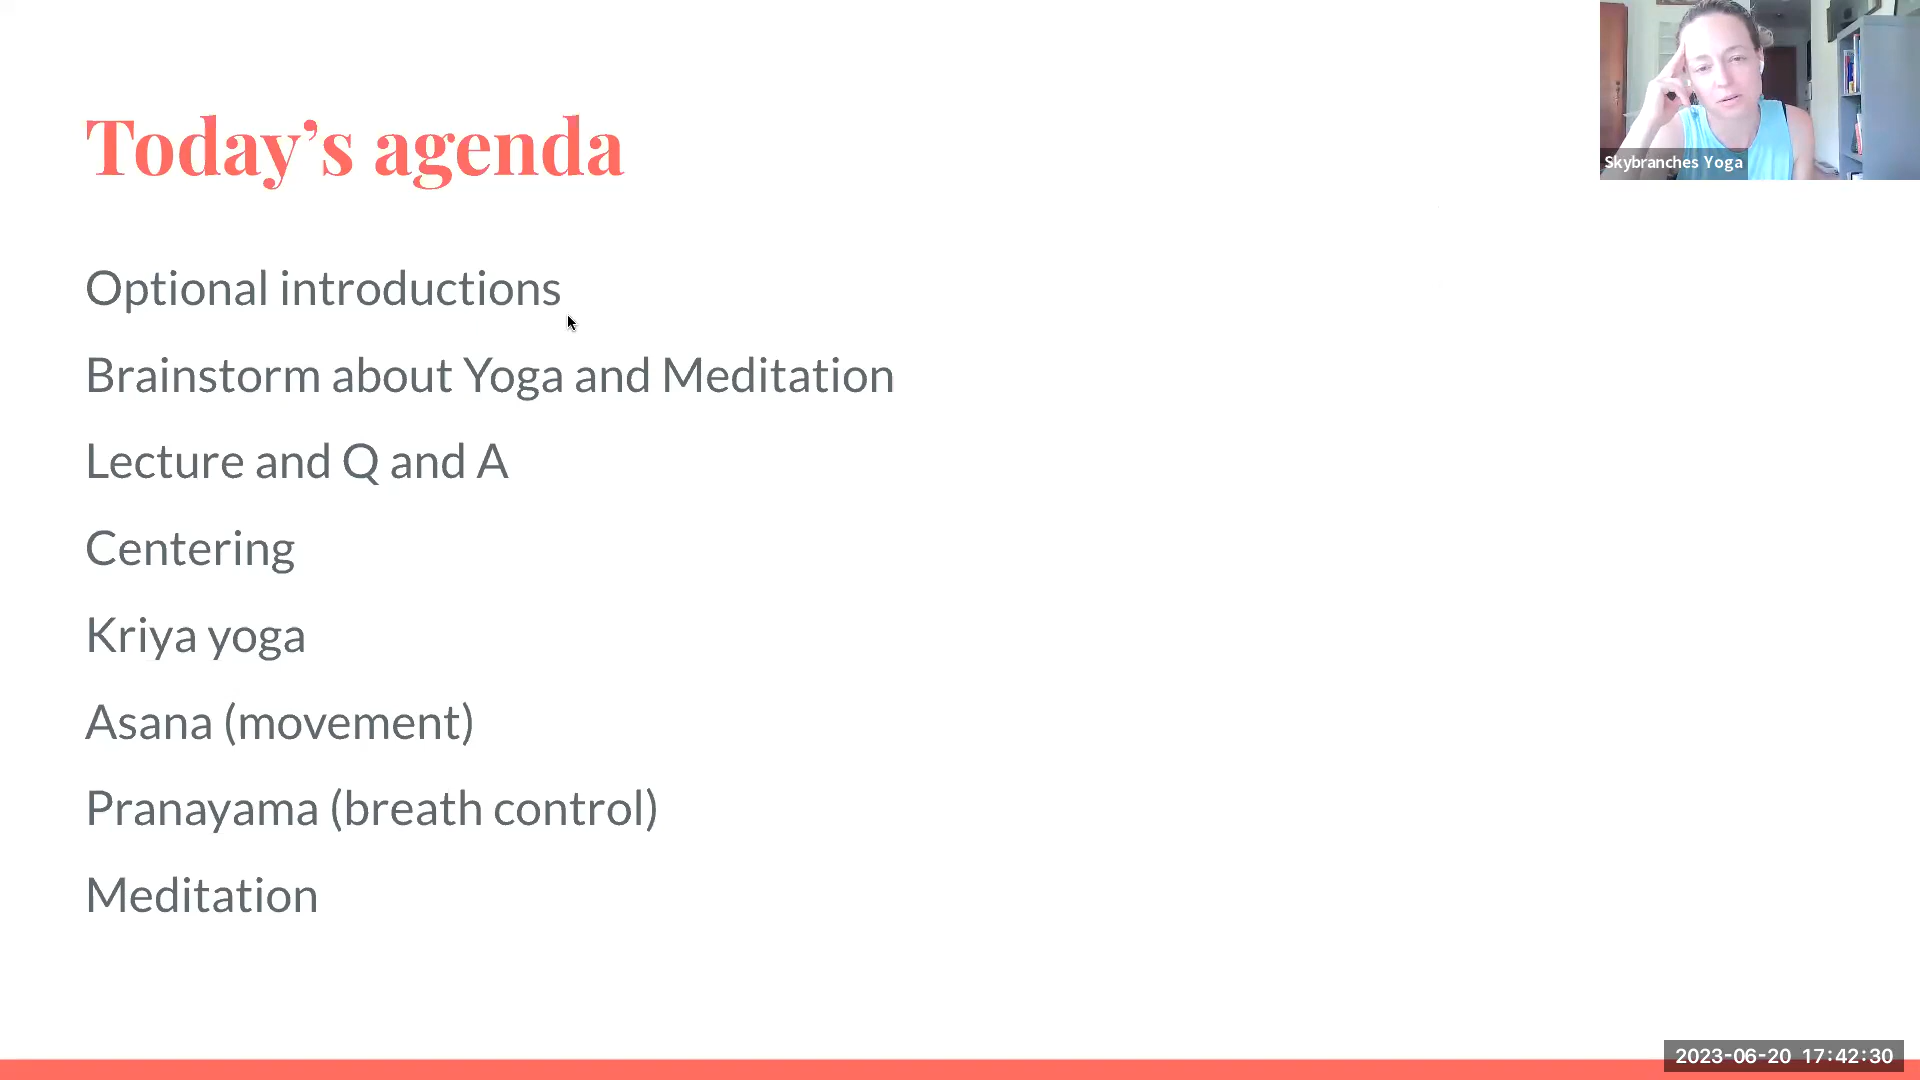 Today’s agenda
Skybranches Yoga
Optional introductions
Brainstorm about Yoga and Meditation
Lecture and Q and A
Centering
Kriya yoga
Asana (movement)
Pranayama (breath control)
Meditation
2023-06-20 17:42:30